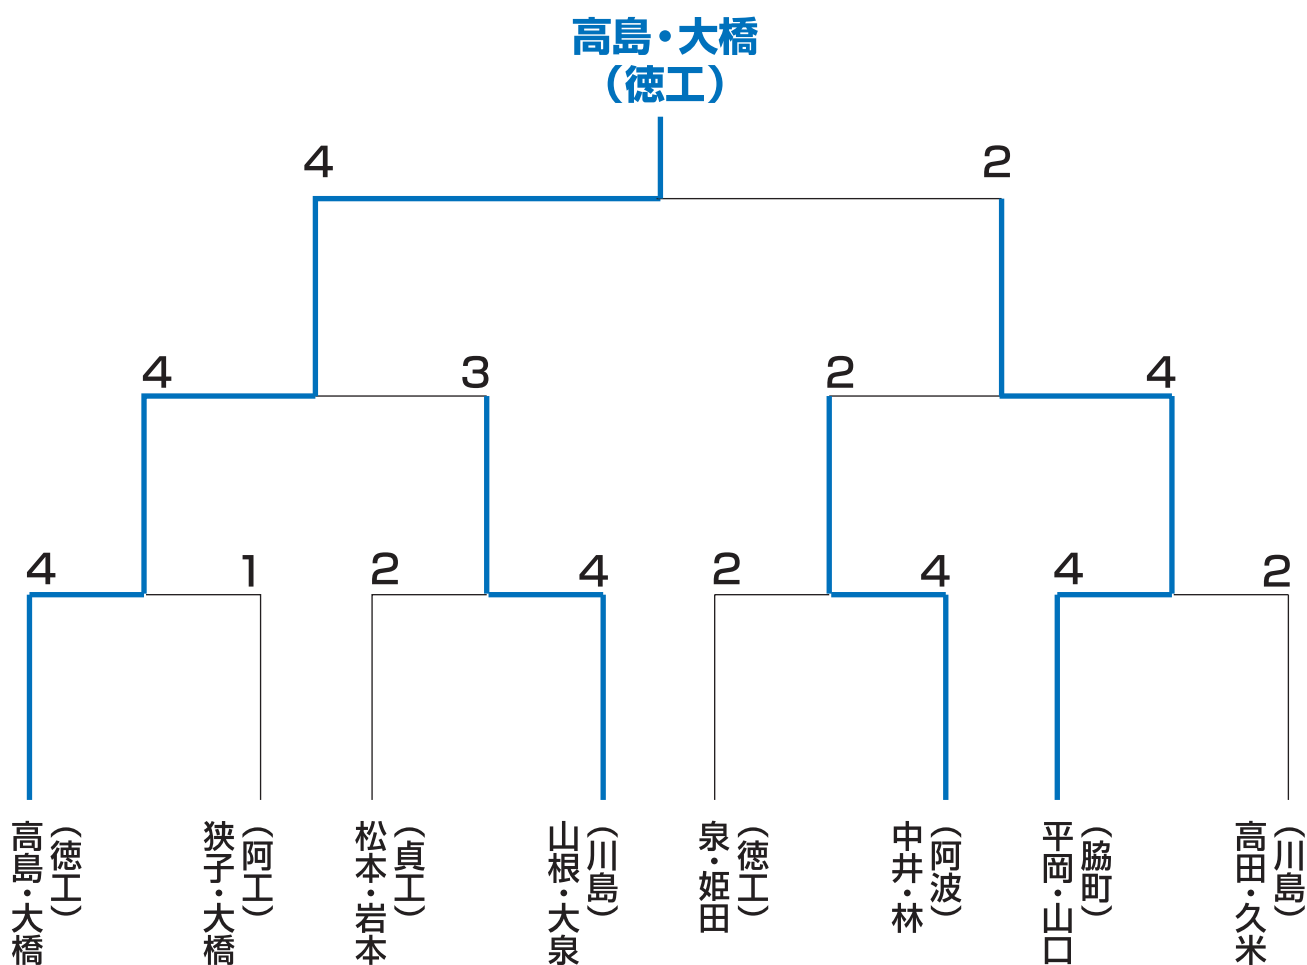 高島・大橋
（徳工）
4
2
4
3
2
4
4
1
2
4
2
4
4
2
高島・大橋
（徳工）
狭子・大橋
（阿工）
松本・岩本
（貞工）
山根・大泉
（川島）
泉・姫田
（徳工）
中井・林
（阿波）
平岡・山口
（脇町）
高田・久米
（川島）